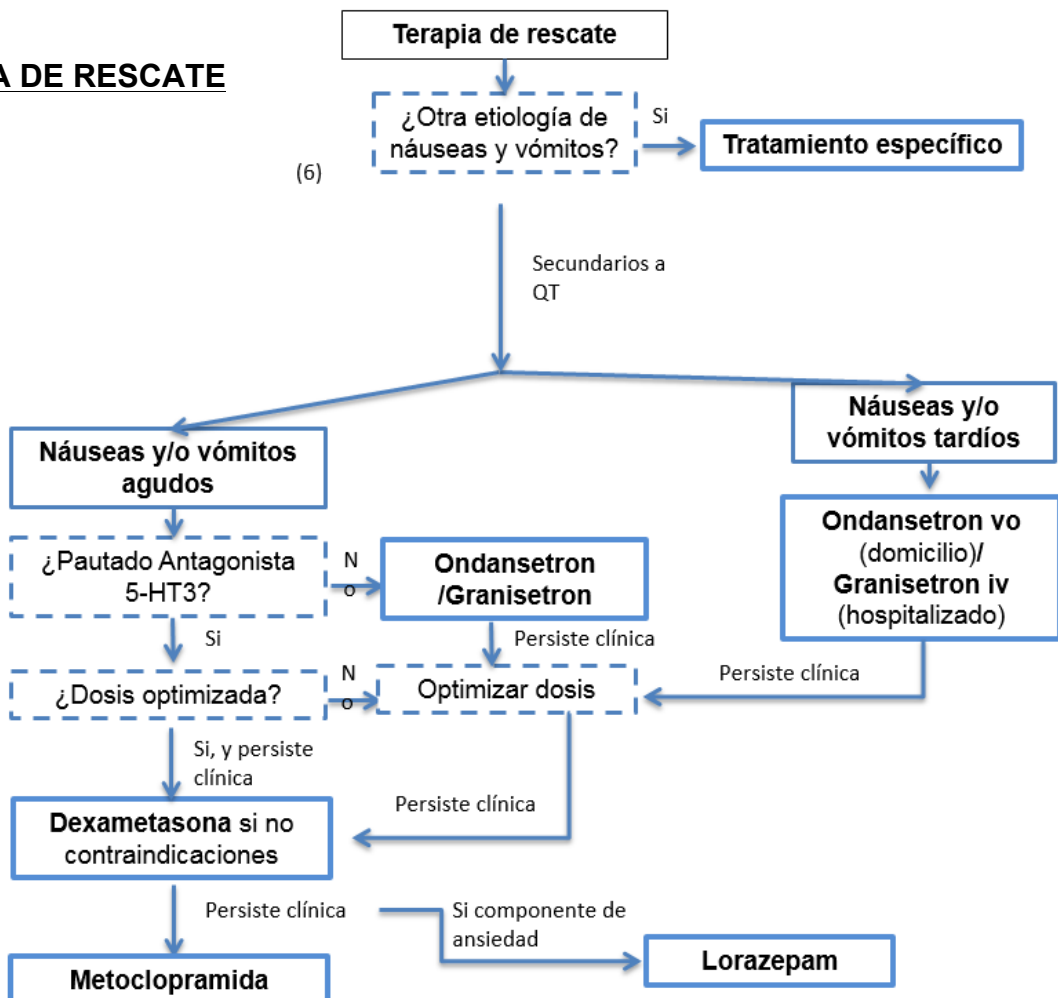 Terapia de rescate
A DE RESCATE
¿Otra etiología de
náuseas y vómitos?
Si
Tratamiento específico
(6)
Secundarios a
QT
Náuseas y/o vómitos
agudos
Náuseas y/o
vómitos tardíos
¿Pautado Antagonista
5-HT3?
N
o
Ondansetron
/Granisetron
Ondansetron vo
(domicilio)/
Granisetron iv
(hospitalizado)
Si
Persiste clínica
¿Dosis optimizada?
N
o
Optimizar dosis
Persiste clínica
Si, y persiste
clínica
Persiste clínica
Dexametasona si no
contraindicaciones
Persiste clínica
Si componente de
ansiedad
Metoclopramida
Lorazepam